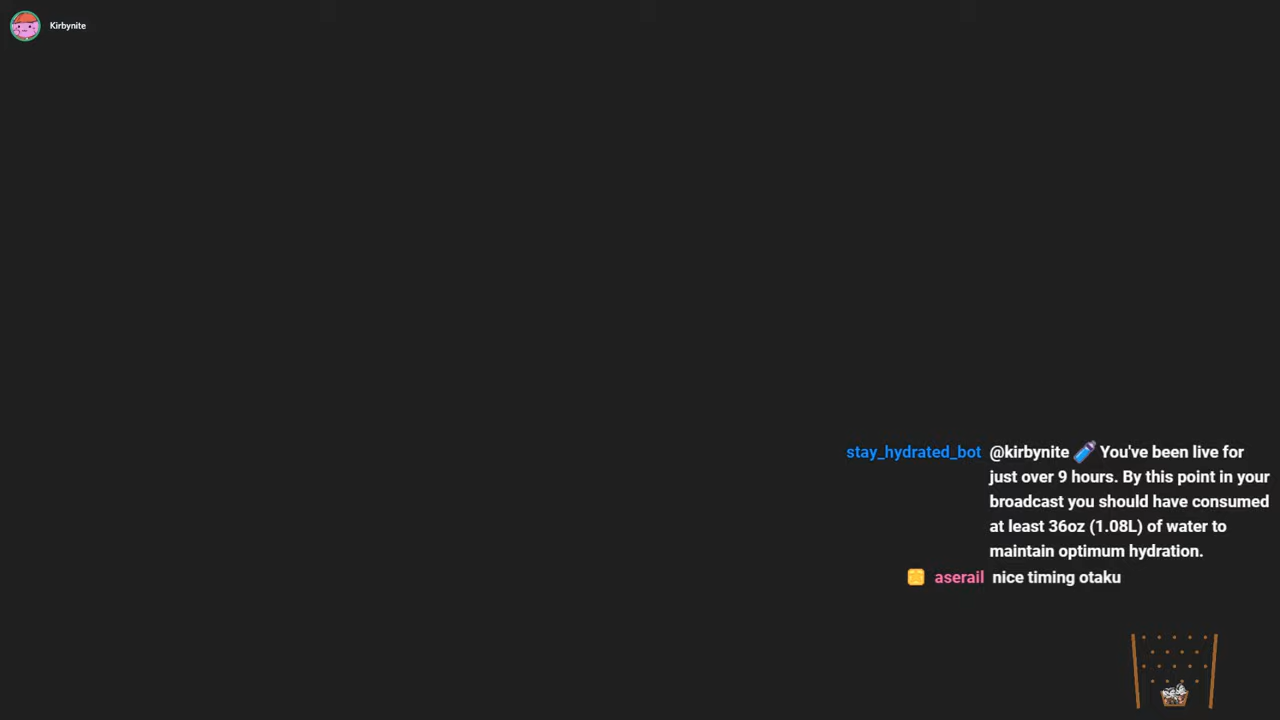 Kirbynite
stay_hydrated_bot @kirbynite You've been live for
just over 9 hours. By this point in your
broadcast you should have consumed
at least 36oz (1.08L) of water to
maintain optimum hydration.
aserail nice timing otaku